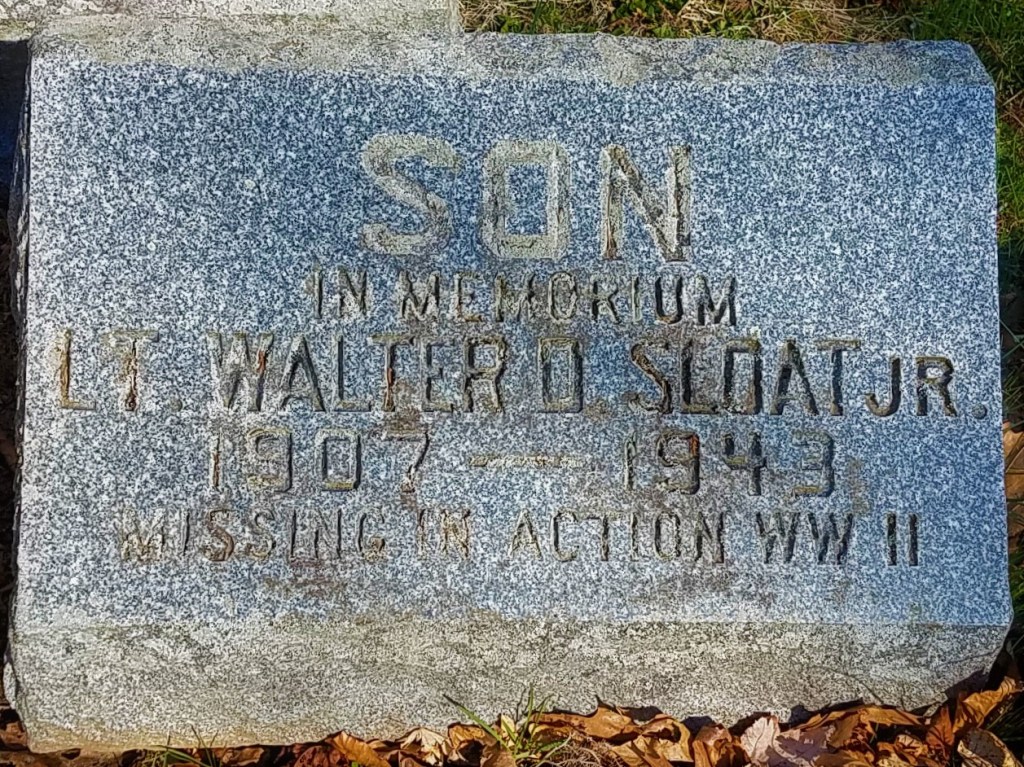 SON
IN MEMORIUM
LT. WALTER D. SLOAT JR.
1907 — 1943
MISSING IN ACTION WW II